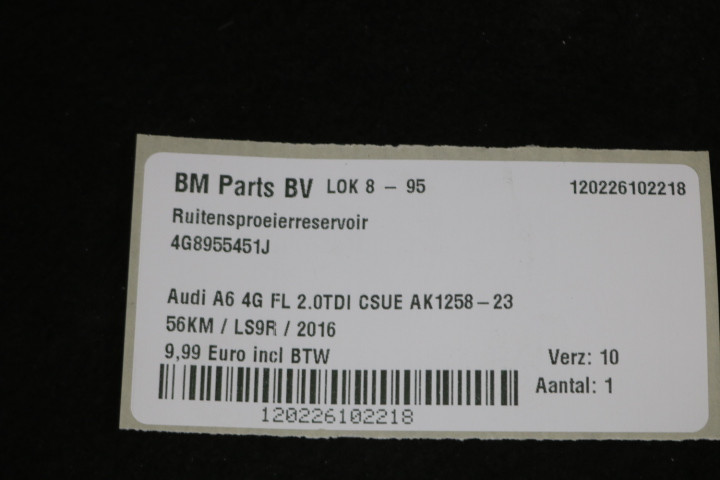 BM Parts BV LOK 8 - 95 120226102218
Ruitensproeierreservoir
4G8955451J
Audi A6 4G FL 2.0TDI CSUE AK1258-23
56KM / LS9R / 2016
9,99 Euro incl BTW Verz: 10
Aantal: 1
120226102218